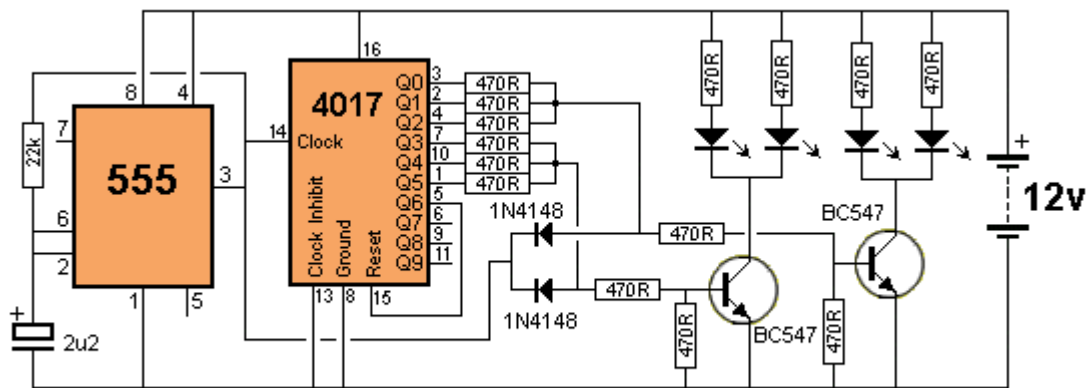 8
4
7
555
3
6
2
1
5
22k
+
2u2
16
4017
14
Clock
Clock Inhibit
Ground
Reset
13
8
15
Q0
3
470R
Q1
2
470R
Q2
4
470R
Q3
7
470R
Q4
10
470R
Q5
1
470R
Q6
5
Q7
6
Q8
9
Q9
11
1N4148
1N4148
470R
470R
470R
470R
470R
470R
470R
470R
BC547
BC547
+
12v